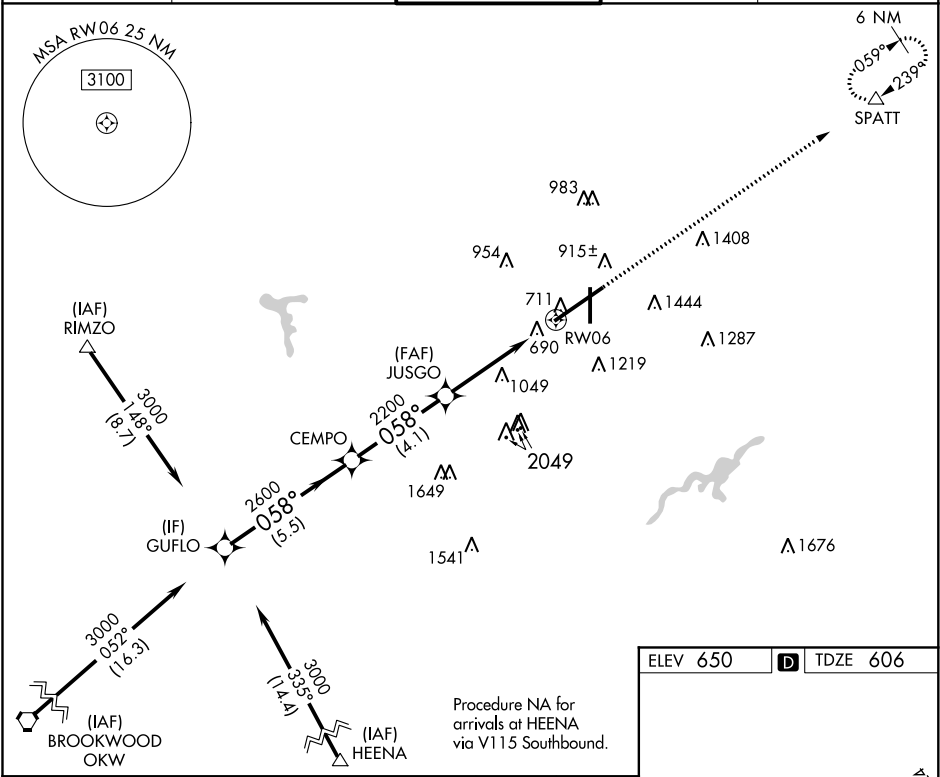 MSA RW06 25 NM
3100
6 NM
059°
239°
SPATT
983
954
915±
1408
711
1444
690
RW06
1287
1219
(IAF)
RIMZO
3000
148°
(8.7)
(FAF)
JUSGO
1049
2200
058°
(4.1)
CEMPO
2049
1649
2600
058°
(5.5)
(IF)
GUFLO
1541
1676
3000
052°
(16.3)
3000
335°
(14.4)
(IAF)
BROOKWOOD
OKW
(IAF)
HEENA
Procedure NA for
arrivals at HEENA
via V115 Southbound.
ELEV 650
D
TDZE 606